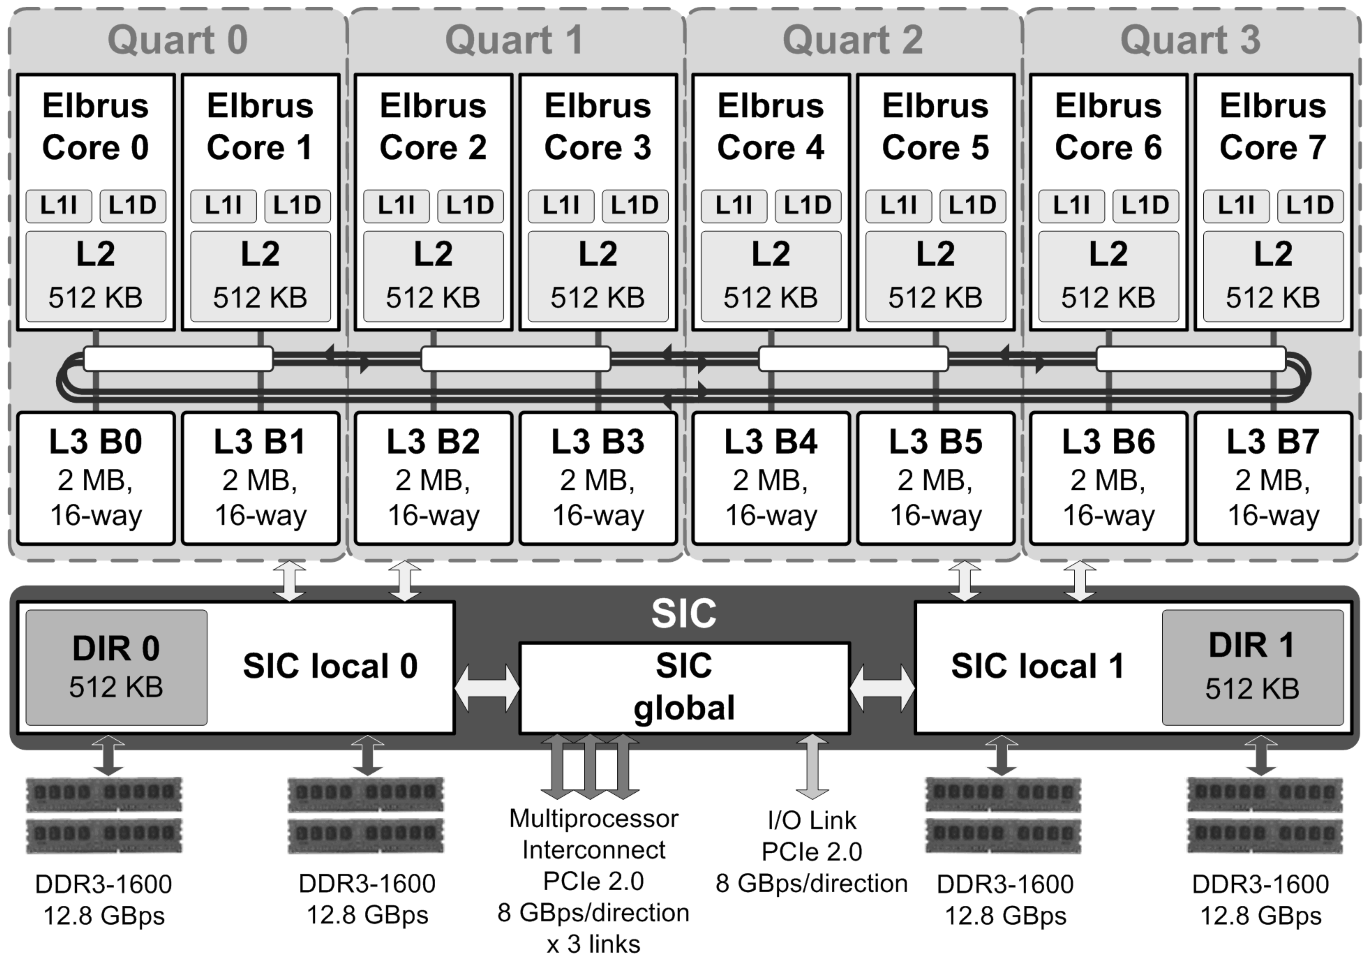 Quart 0
Quart 1
Quart 2
Quart 3
Elbrus
Core 0
L1I
L1D
L2
512 KB
Elbrus
Core 1
L1I
L1D
L2
512 KB
Elbrus
Core 2
L1I
L1D
L2
512 KB
Elbrus
Core 3
L1I
L1D
L2
512 KB
Elbrus
Core 4
L1I
L1D
L2
512 KB
Elbrus
Core 5
L1I
L1D
L2
512 KB
Elbrus
Core 6
L1I
L1D
L2
512 KB
Elbrus
Core 7
L1I
L1D
L2
512 KB
L3 B0
2 MB,
16-way
L3 B1
2 MB,
16-way
L3 B2
2 MB,
16-way
L3 B3
2 MB,
16-way
L3 B4
2 MB,
16-way
L3 B5
2 MB,
16-way
L3 B6
2 MB,
16-way
L3 B7
2 MB,
16-way
SIC
DIR 0
512 KB
SIC local 0
SIC
global
SIC local 1
DIR 1
512 KB
DDR3-1600
12.8 GBps
DDR3-1600
12.8 GBps
Multiprocessor
Interconnect
PCIe 2.0
8 GBps/direction
x 3 links
I/O Link
PCIe 2.0
8 GBps/direction
DDR3-1600
12.8 GBps
DDR3-1600
12.8 GBps